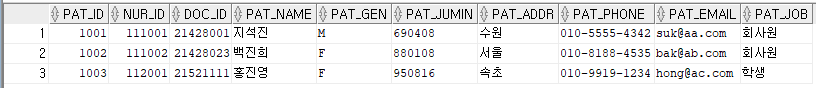 PAT_ID NUR_ID DOC_ID PAT_NAME PAT_GEN PAT_JUMIN PAT_ADDR PAT_PHONE PAT_EMAIL PAT_JOB
1 1001 111001 21428001 지석진 M 690408 수원 010-5555-4342 suk@aa.com 회사원
2 1002 111002 21428023 백진희 F 880108 서울 010-8188-4535 bak@ab.com 회사원
3 1003 112001 21521111 홍진영 F 950816 속초 010-9919-1234 hong@ac.com 학생